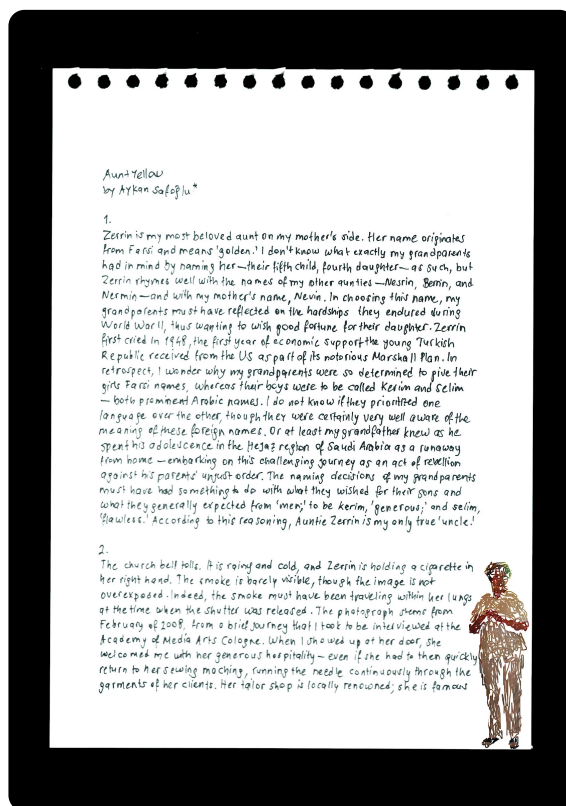 Aunt Yellow
by Aykan Safoğlu*
1.
Zerrin is my most beloved aunt on my mother's side. Her name originates
from Farsi and means 'golden.' I don't know what exactly my grandparents
had in mind by naming her—their fifth child, fourth daughter—as such, but
Zerrin rhymes well with the names of my other aunties—Nesrin, Berrin, and
Nermin—and with my mother's name, Nevin. In choosing this name, my
grandparents must have reflected on the hardships they endured during
World War II, thus wanting to wish good fortune for their daughter. Zerrin
first cried in 1948, the first year of economic support the young Turkish
Republic received from the US as part of its notorious Marshall Plan. In
retrospect, I wonder why my grandparents were so determined to give their
girls Farsi names, whereas their boys were to be called Kerim and Selim
— both prominent Arabic names. I do not know if they prioritized one
language over the other, though they were certainly very well aware of the
meaning of these foreign names. Or at least my grandfather knew as he
spent his adolescence in the Hejaz region of Saudi Arabia as a runaway
from home — embarking on this challenging journey as an act of rebellion
against his parents' unjust order. The naming decisions of my grandparents
must have had something to do with what they wished for their sons and
what they generally expected from 'men;' to be kerim, 'generous;' and selim,
'flawless.' According to this reasoning, Auntie Zerrin is my only true 'uncle.'
2.
The church bell tolls. It is rainy and cold, and Zerrin is holding a cigarette in
her right hand. The smoke is barely visible, though the image is not
overexposed. Indeed, the smoke must have been traveling within her lungs
at the time when the shutter was released. The photograph stems from
February of 2008, from a brief journey that I took to be interviewed at the
Academy of Media Arts Cologne. When I showed up at her door, she
welcomed me with her generous hospitality — even if she had to then quickly
return to her sewing machine, running the needle continuously through the
garments of her clients. Her tailor shop is locally renowned; she is famous